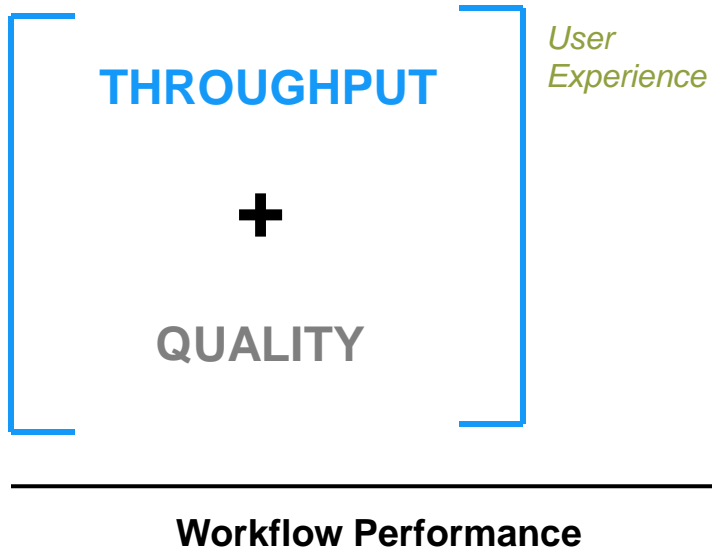 User
Experience
THROUGHPUT
+
QUALITY
Workflow Performance